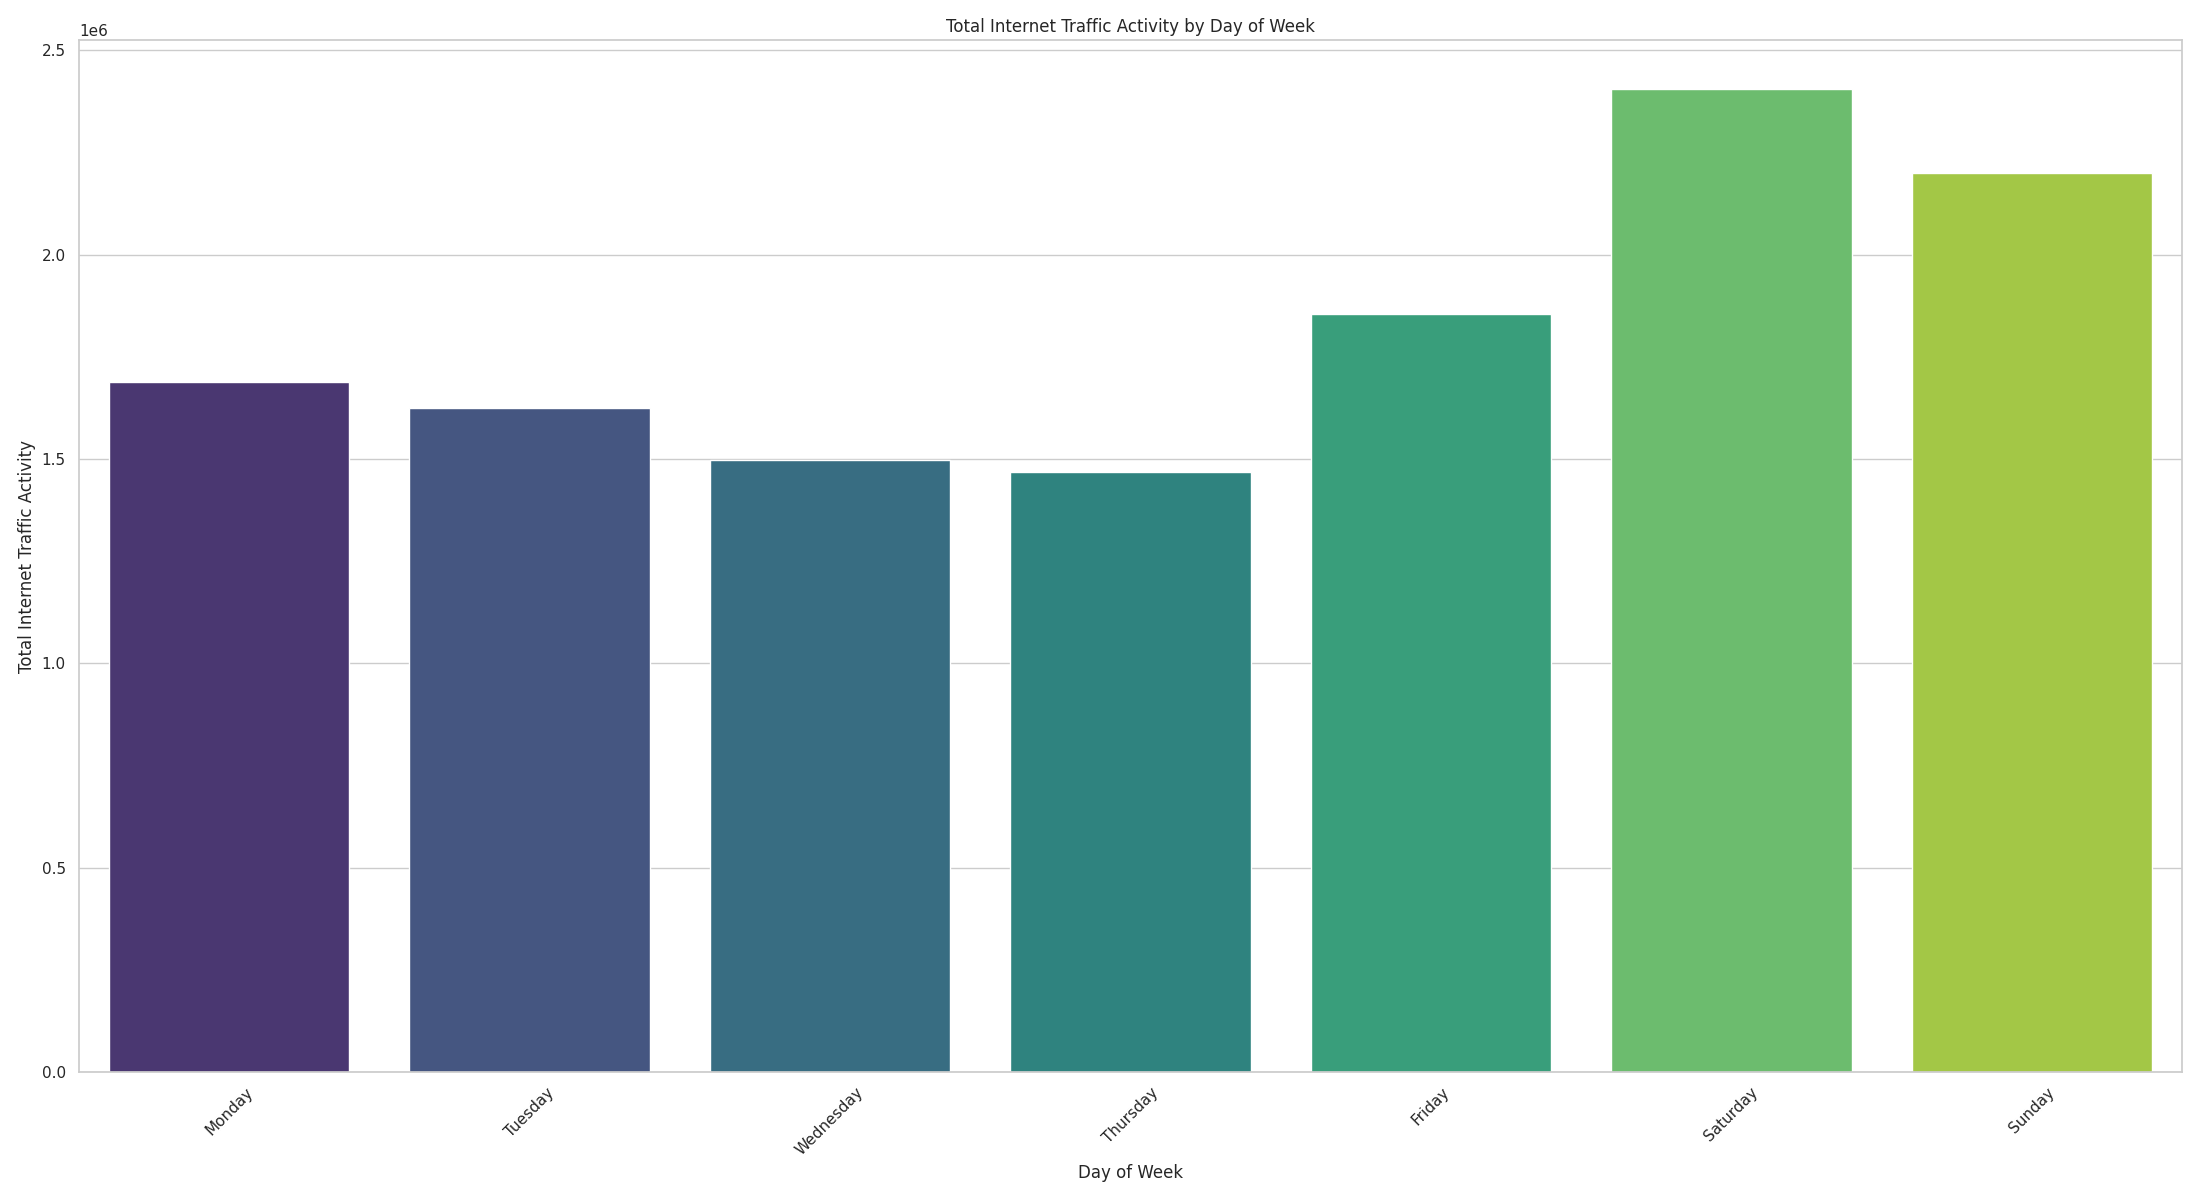 Total Internet Traffic Activity by Day of Week
1e6
2.5
2.0
1.5
1.0
0.5
0.0
Total Internet Traffic Activity
Monday
Tuesday
Wednesday
Thursday
Friday
Saturday
Sunday
Day of Week